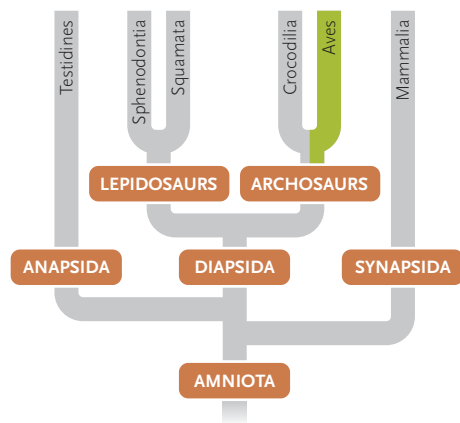 Testidines
Sphenodontia
Squamata
Crocodilia
Aves
Mammalia
LEPIDOSAURS
ARCHOSAURS
ANAPSIDA
DIAPSIDA
SYNAPSIDA
AMNIOTA